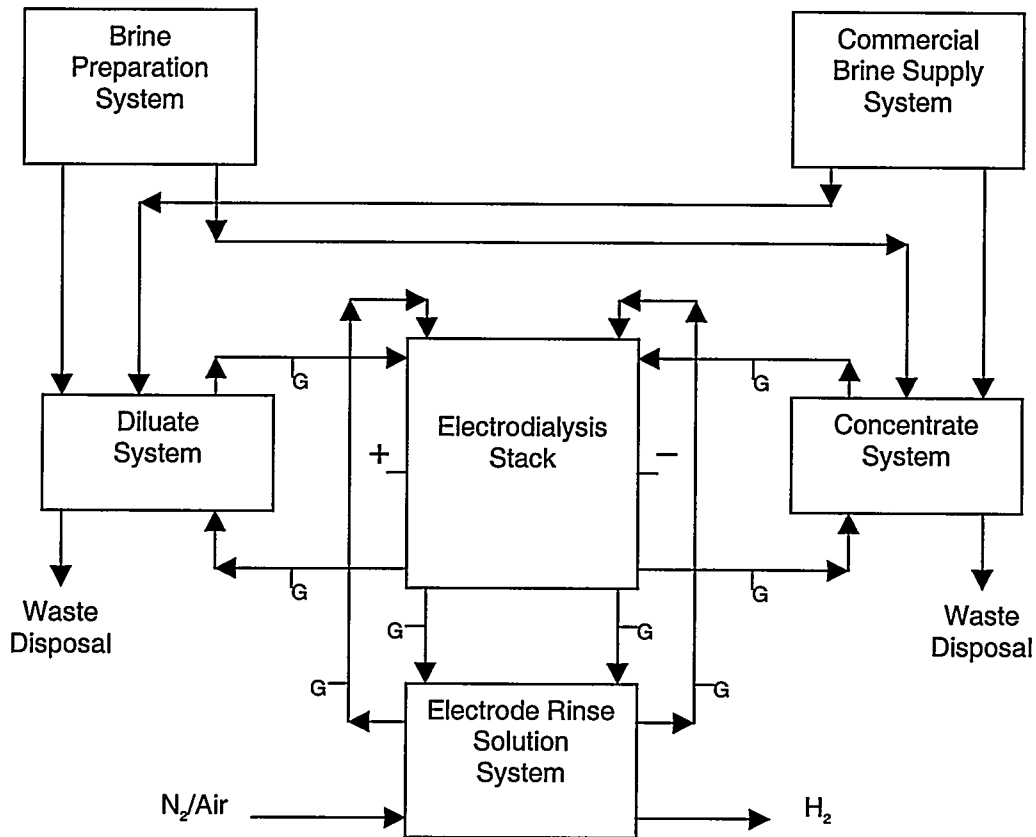 Brine
Preparation
System
Commercial
Brine Supply
System
G
G
Diluate
System
Electrodialysis
Stack
Concentrate
System
+
−
G
G
Waste
Disposal
Waste
Disposal
G
G
G
G
Electrode Rinse
Solution
System
N₂/Air
H₂